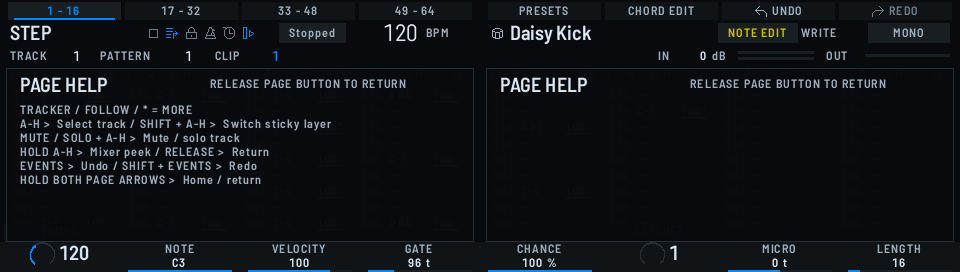 1 - 16 17 - 32 33 - 48 49 - 64 PRESETS CHORD EDIT UNDO REDO
STEP Stopped 120 BPM Daisy Kick NOTE EDIT WRITE MONO
TRACK 1 PATTERN 1 CLIP 1 IN 0 dB OUT
PAGE HELP RELEASE PAGE BUTTON TO RETURN
TRACKER / FOLLOW / * = MORE
A-H > Select track / SHIFT + A-H > Switch sticky layer
MUTE / SOLO + A-H > Mute / solo track
HOLD A-H > Mixer peek / RELEASE > Return
EVENTS > Undo / SHIFT + EVENTS > Redo
HOLD BOTH PAGE ARROWS > Home / return
PAGE HELP RELEASE PAGE BUTTON TO RETURN
120 NOTE VELOCITY GATE CHANCE 1 MICRO LENGTH
C3 100 96 t 100 % 0 t 16